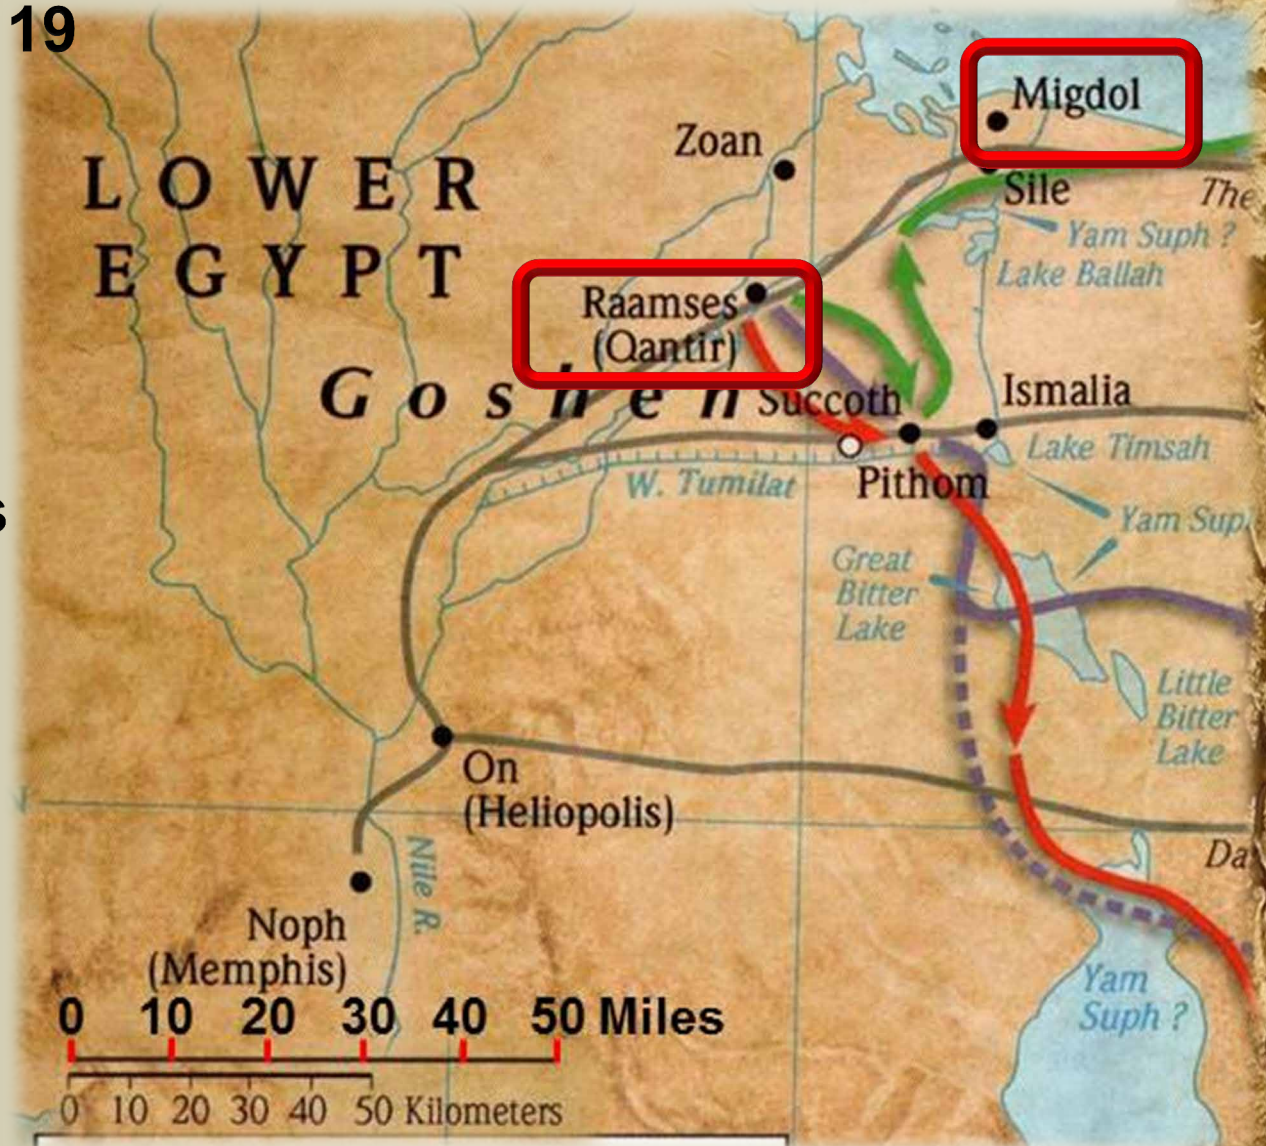 19
Migdol
Zoan
LOWER
EGYPT
Sile
The
Yam Suph ?
Lake Ballah
Raamses
(Qantir)
Goshen
Succoth
Ismalia
Lake Timsah
W. Tumilat
Pithom
s
Yam Sup
Great
Bitter
Lake
Little
Bitter
Lake
On
(Heliopolis)
Da
Nile R.
Noph
(Memphis)
Yam
Suph ?
0 10 20 30 40 50 Miles
0 10 20 30 40 50 Kilometers